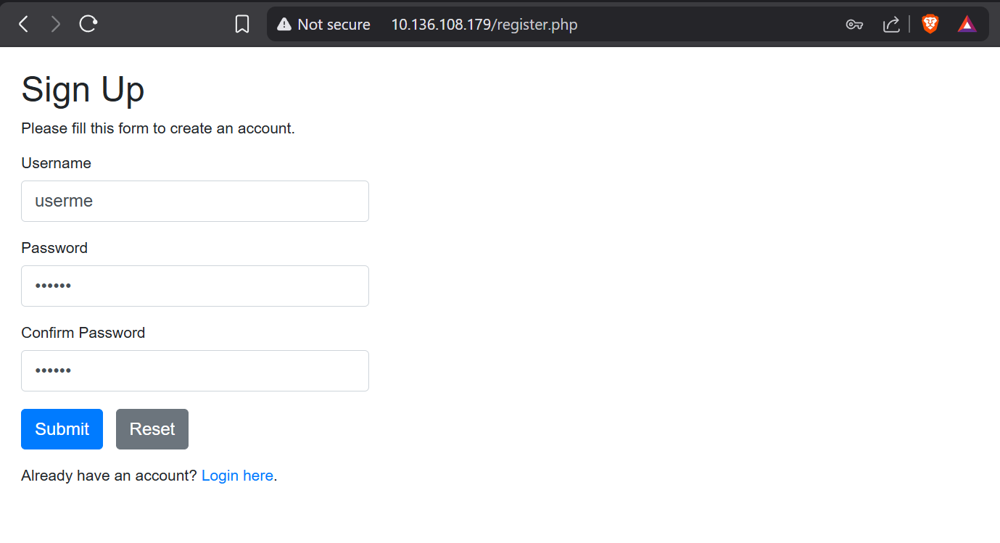 Not secure 10.136.108.179/register.php
Sign Up
Please fill this form to create an account.
Username
userme
Password
••••••
Confirm Password
••••••
Submit Reset
Already have an account? Login here.